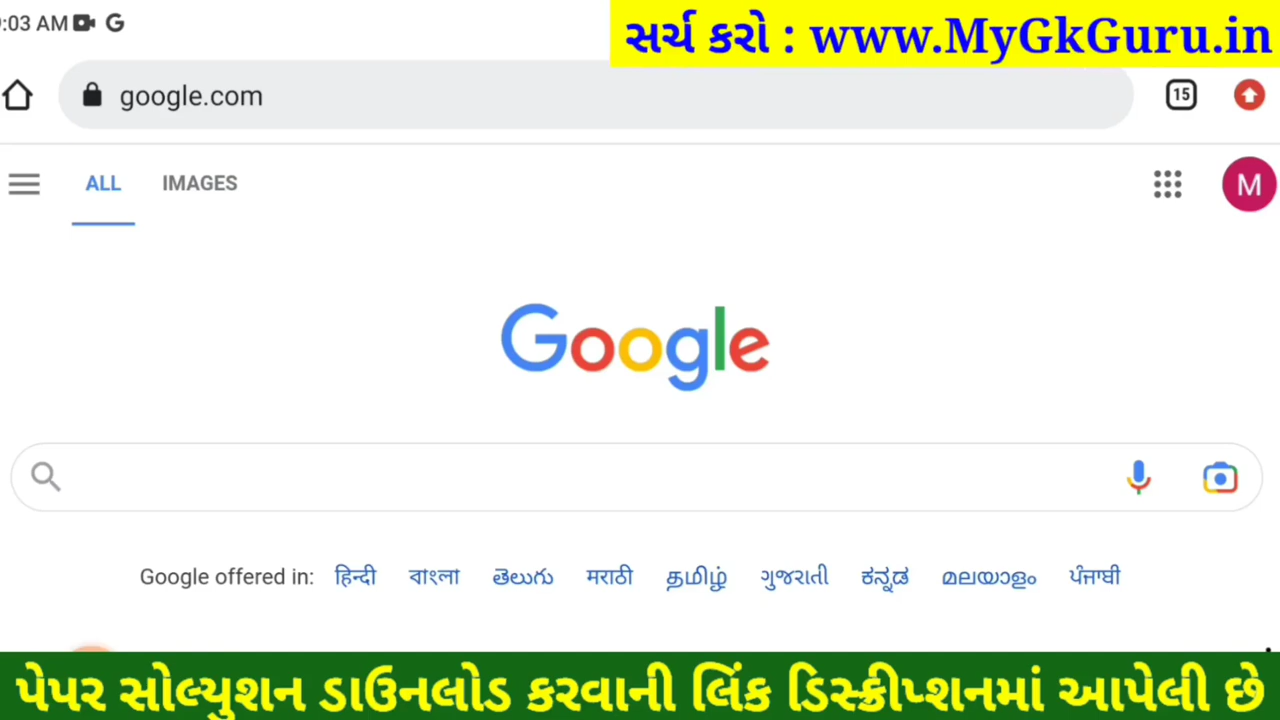 :03 AM G
સર્ચ કરો : www.MyGkGuru.in
google.com
15
ALL IMAGES
M
Google
Google offered in: हिन्दी বাংলা తెలుగు मराठी தமிழ் ગુજરાતી ಕನ್ನಡ മലയാളം ਪੰਜਾਬੀ
પેપર સોલ્યુશન ડાઉનલોડ કરવાની લિંક ડિસ્ક્રીપ્શનમાં આપેલી છે